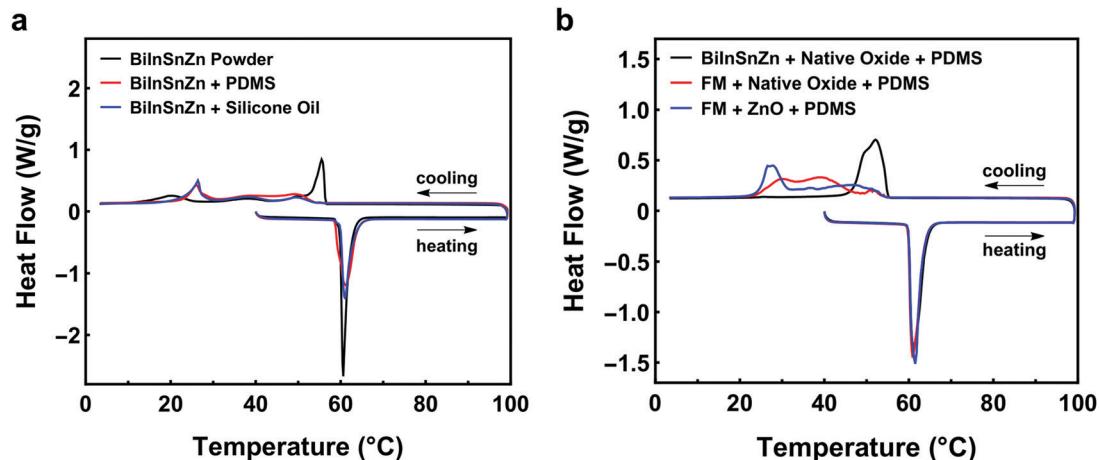 a
BiInSnZn Powder
BiInSnZn + PDMS
BiInSnZn + Silicone Oil
cooling
heating
Heat Flow (W/g)
2
1
0
−1
−2
0
20
40
60
80
100
Temperature (°C)
b
BiInSnZn + Native Oxide + PDMS
FM + Native Oxide + PDMS
FM + ZnO + PDMS
cooling
heating
Heat Flow (W/g)
1.5
1.0
0.5
0
−0.5
−1.0
−1.5
0
20
40
60
80
100
Temperature (°C)